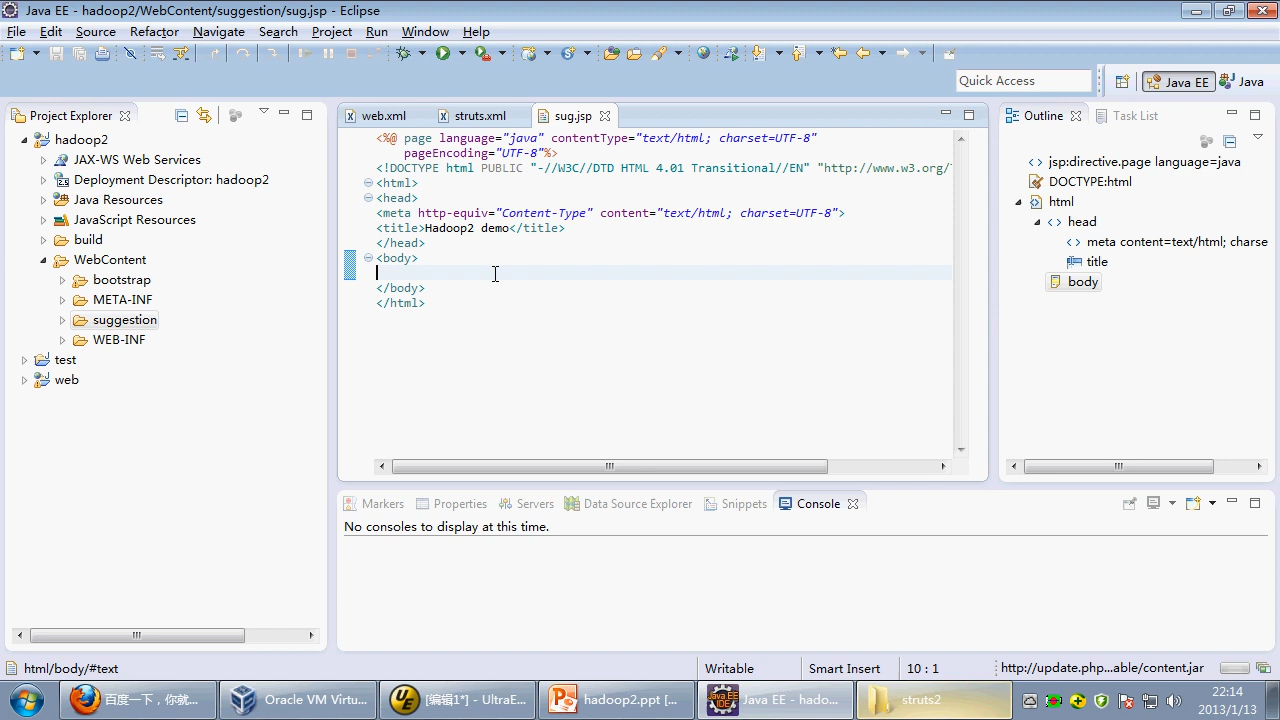 Java EE - hadoop2/WebContent/suggestion/sug.jsp - Eclipse
File Edit Source Refactor Navigate Search Project Run Window Help
Quick Access
Java EE
Java
Project Explorer
hadoop2
JAX-WS Web Services
Deployment Descriptor: hadoop2
Java Resources
JavaScript Resources
build
WebContent
bootstrap
META-INF
suggestion
WEB-INF
test
web
web.xml
struts.xml
sug.jsp
<%@ page language="java" contentType="text/html; charset=UTF-8"
pageEncoding="UTF-8"%>
<!DOCTYPE html PUBLIC "-//W3C//DTD HTML 4.01 Transitional//EN" "http://www.w3.org/
<html>
<head>
<meta http-equiv="Content-Type" content="text/html; charset=UTF-8">
<title>Hadoop2 demo</title>
</head>
<body>
</body>
</html>
Outline
Task List
jsp:directive.page language=java
DOCTYPE:html
html
head
meta content=text/html; charse
title
body
Markers
Properties
Servers
Data Source Explorer
Snippets
Console
No consoles to display at this time.
html/body/#text
Writable
Smart Insert
10 : 1
http://update.php...able/content.jar
百度一下，你就...
Oracle VM Virtu...
[编辑1*] - UltraE...
hadoop2.ppt [...
Java EE - hado...
struts2
22:14
2013/1/13